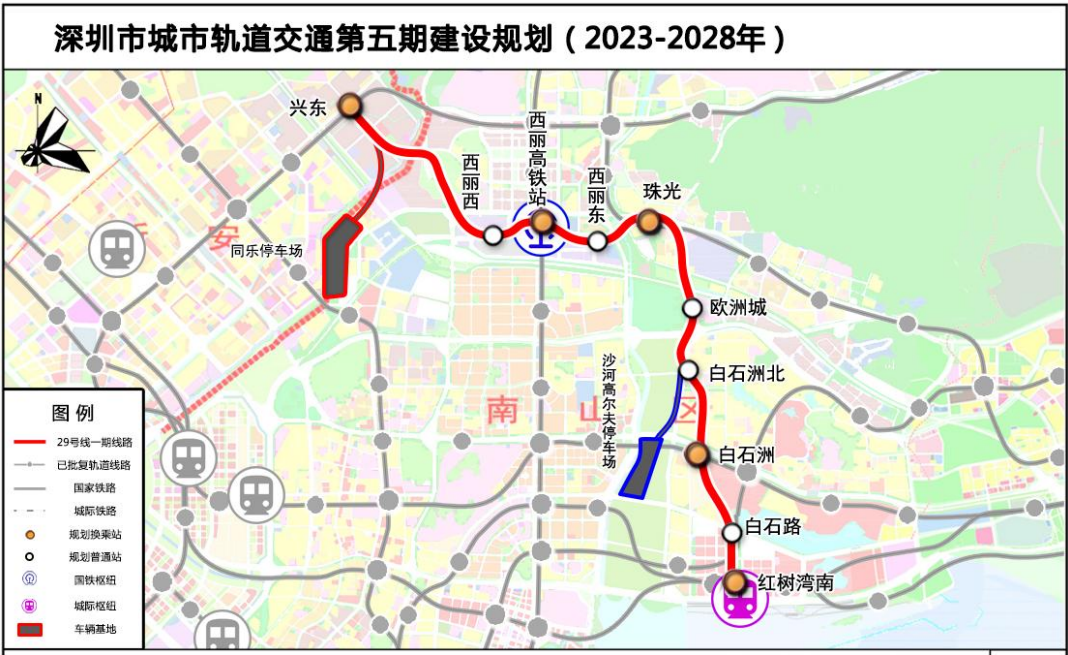 深圳市城市轨道交通第五期建设规划（2023-2028年）
N
兴东
西丽西
西丽高铁站
西丽东
珠光
安
同乐停车场
欧洲城
沙河高尔夫停车场
白石洲北
南山区
白石洲
白石路
红树湾南
图例
29号线一期线路
已批复轨道线路
国家铁路
城际铁路
规划换乘站
规划普通站
国铁枢纽
城际枢纽
车辆基地